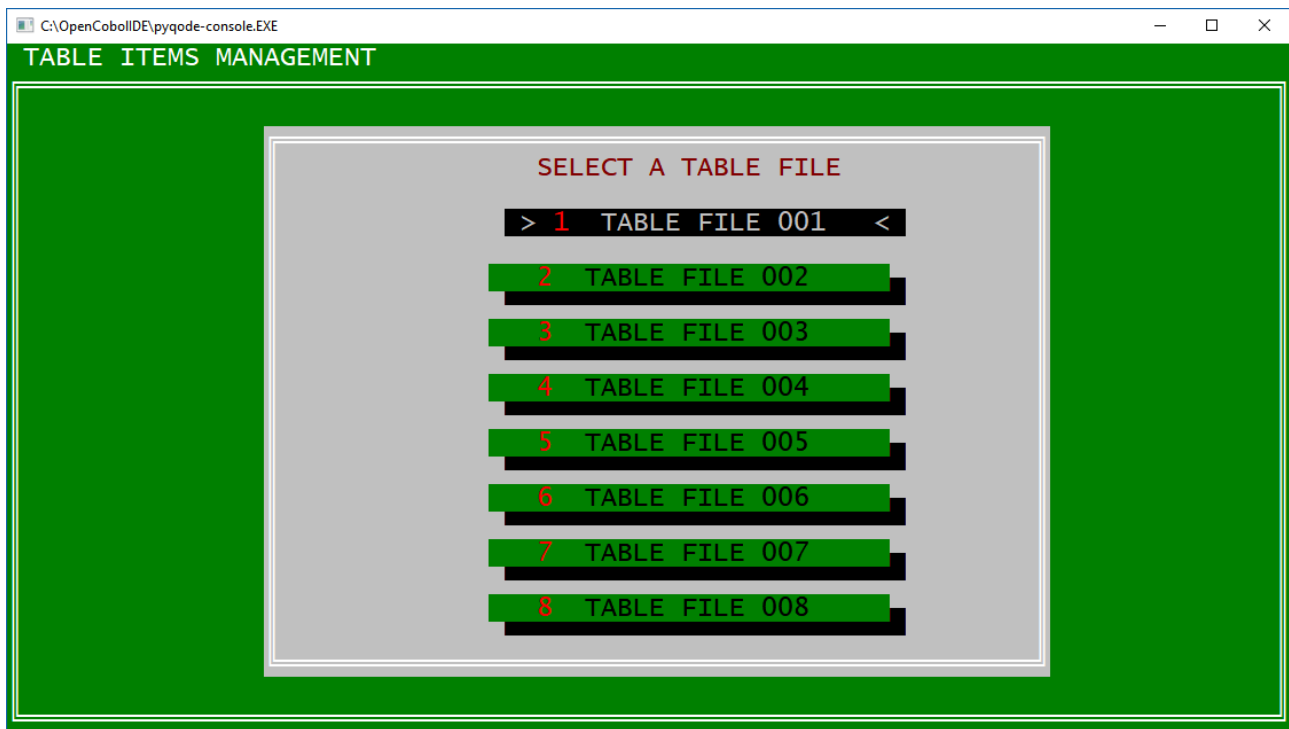 C:\OpenCobolIDE\pyqode-console.EXE
TABLE ITEMS MANAGEMENT
SELECT A TABLE FILE
> 1 TABLE FILE 001 <
2 TABLE FILE 002
3 TABLE FILE 003
4 TABLE FILE 004
5 TABLE FILE 005
6 TABLE FILE 006
7 TABLE FILE 007
8 TABLE FILE 008